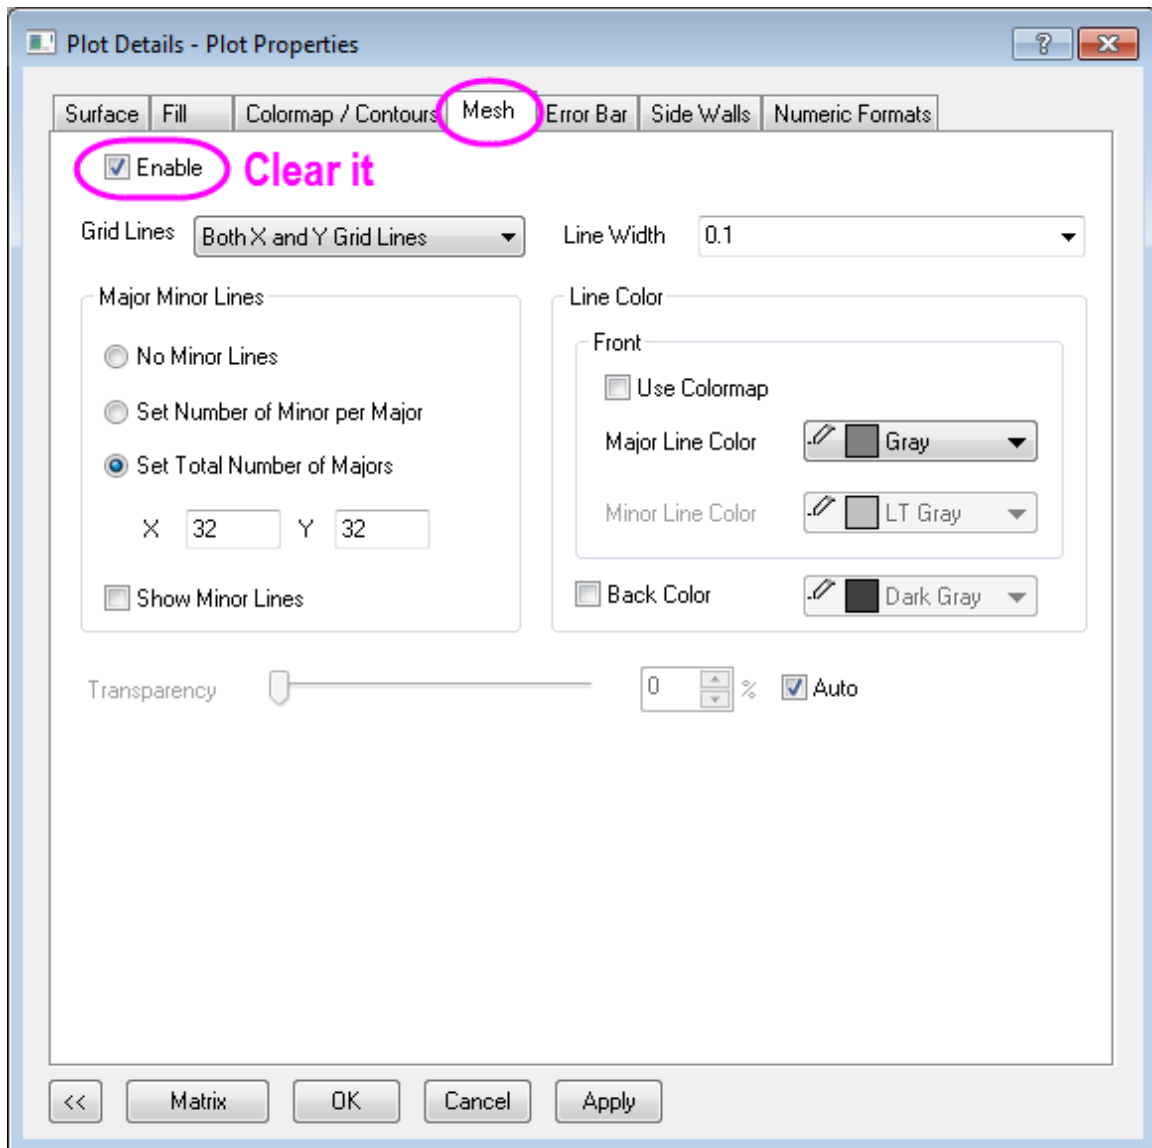 Plot Details - Plot Properties
Surface Fill Colormap / Contours Mesh Error Bar Side Walls Numeric Formats
Enable Clear it
Grid Lines Both X and Y Grid Lines Line Width 0.1
Major Minor Lines
No Minor Lines
Set Number of Minor per Major
Set Total Number of Majors
X 32 Y 32
Show Minor Lines
Line Color
Front
Use Colormap
Major Line Color Gray
Minor Line Color LT Gray
Back Color Dark Gray
Transparency 0 % Auto
<< Matrix OK Cancel Apply